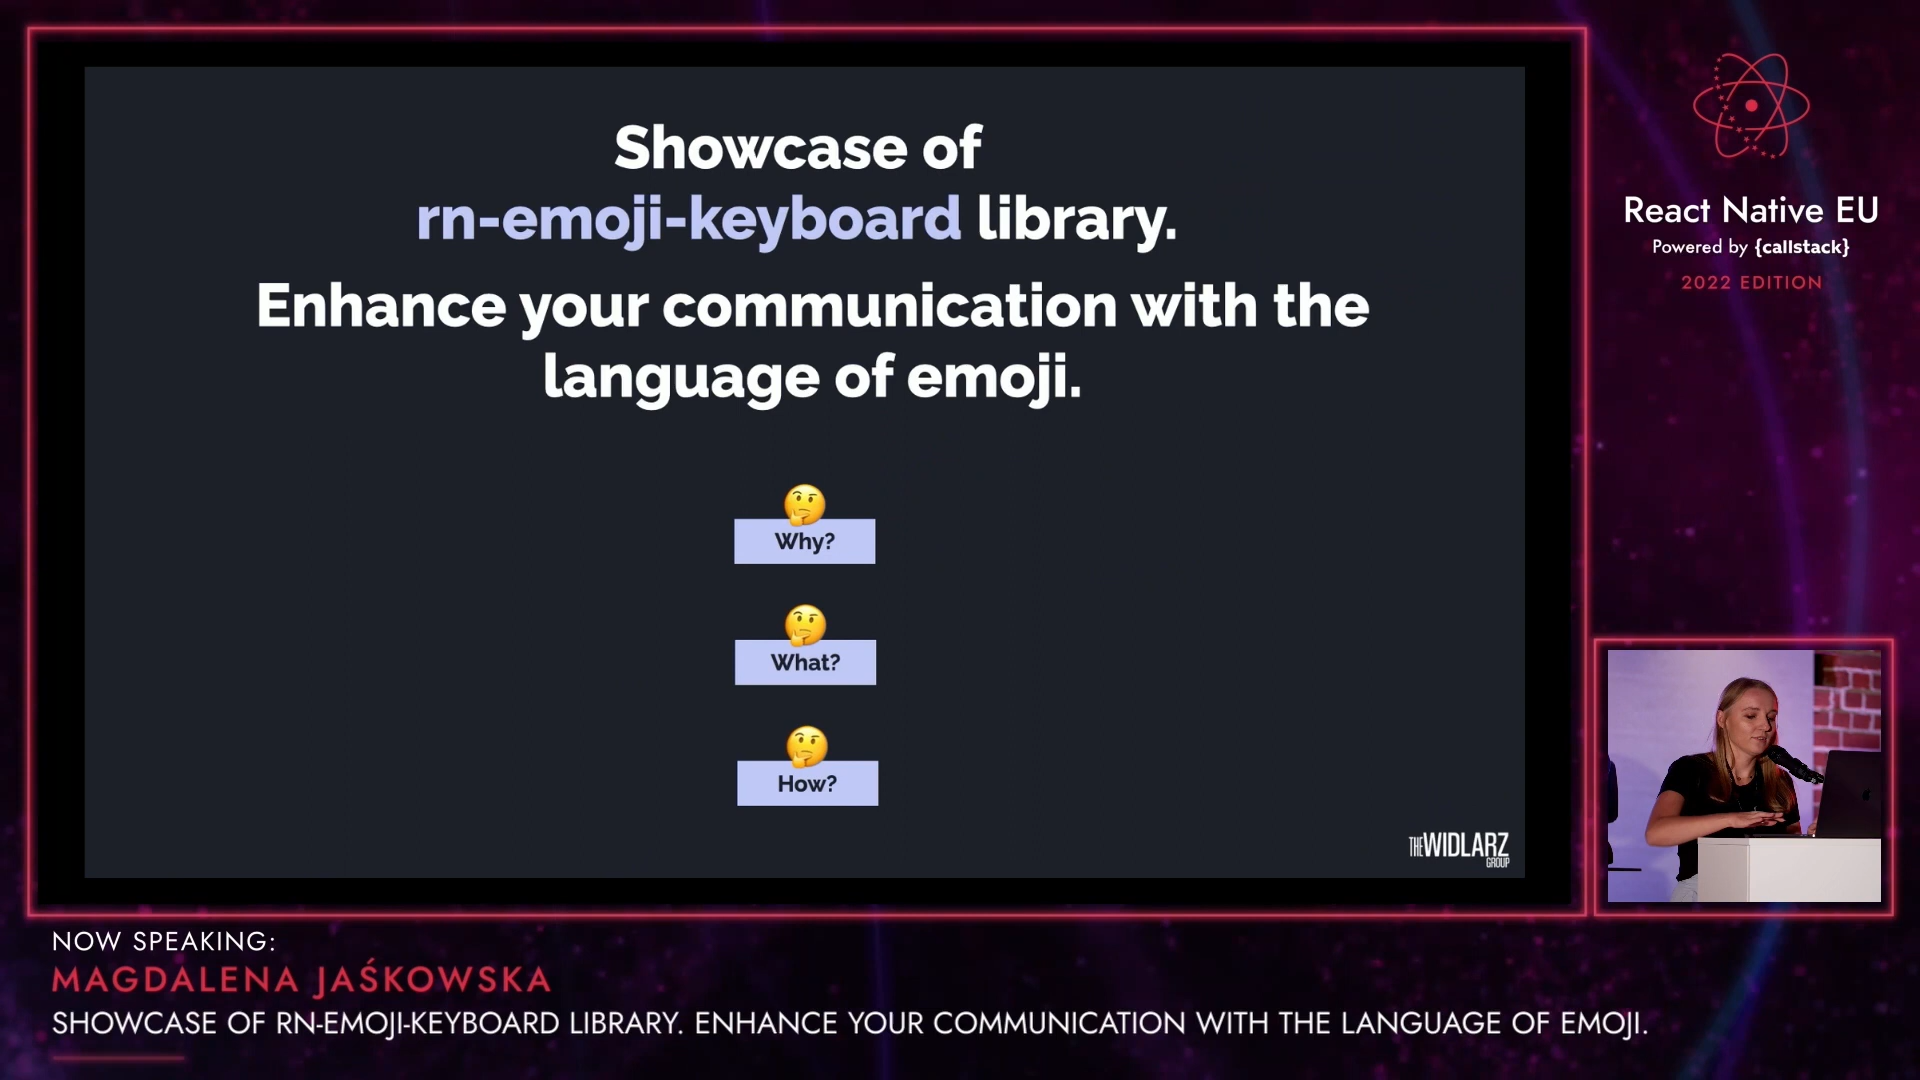 Showcase of
rn-emoji-keyboard library.
Enhance your communication with the
language of emoji.
Why?
What?
How?
THE WIDLARZ
GROUP
React Native EU
Powered by {callstack}
2022 EDITION
NOW SPEAKING:
MAGDALENA JAŚKOWSKA
SHOWCASE OF RN-EMOJI-KEYBOARD LIBRARY. ENHANCE YOUR COMMUNICATION WITH THE LANGUAGE OF EMOJI.